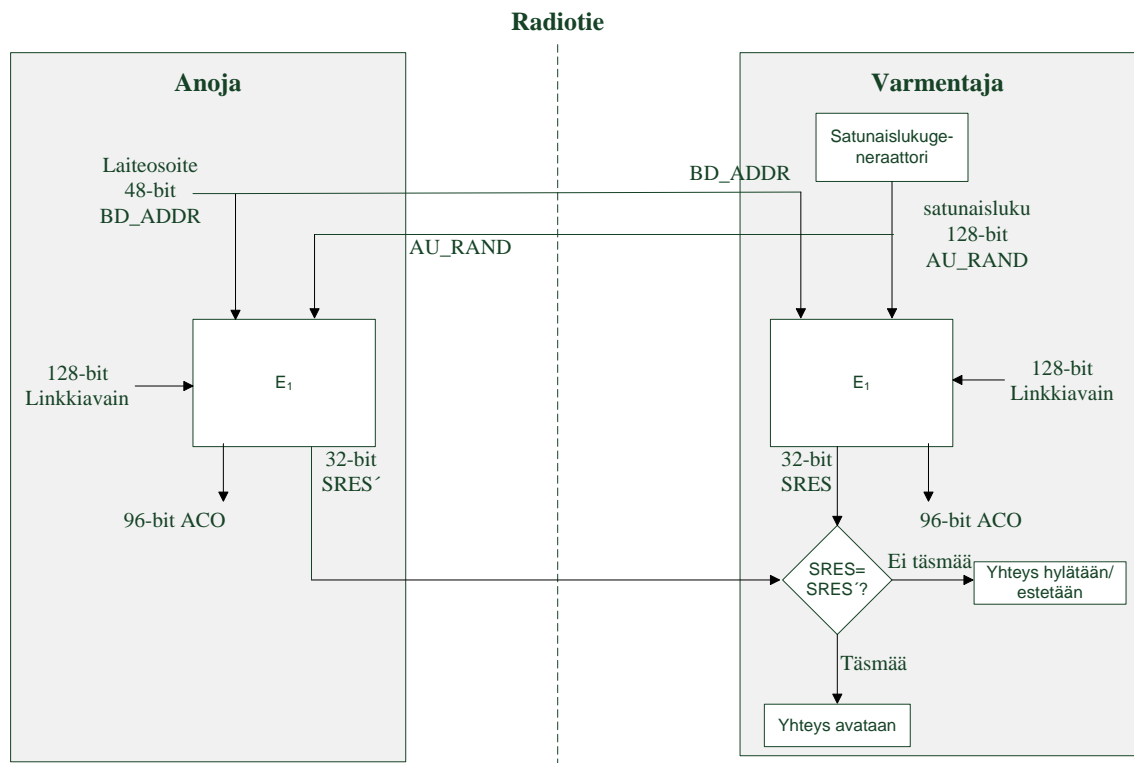 Radiotie
Anoja
Laiteosoite
48-bit
BD_ADDR
AU_RAND
128-bit
Linkkiavain
E₁
32-bit
SRES´
96-bit ACO
Varmentaja
Satunaislukuge-
neraattori
BD_ADDR
satunaisluku
128-bit
AU_RAND
E₁
128-bit
Linkkiavain
32-bit
SRES
96-bit ACO
SRES=
SRES´?
Ei täsmää
Yhteys hylätään/
estetään
Täsmää
Yhteys avataan